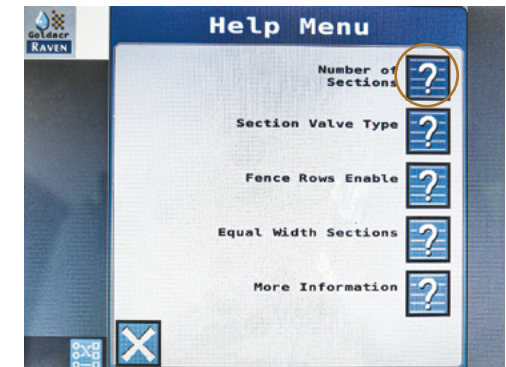 Goldacr
RAVEN
Help Menu
Number of
Sections
?
Section Valve Type
?
Fence Rows Enable
?
Equal Width Sections
?
More Information
?
X